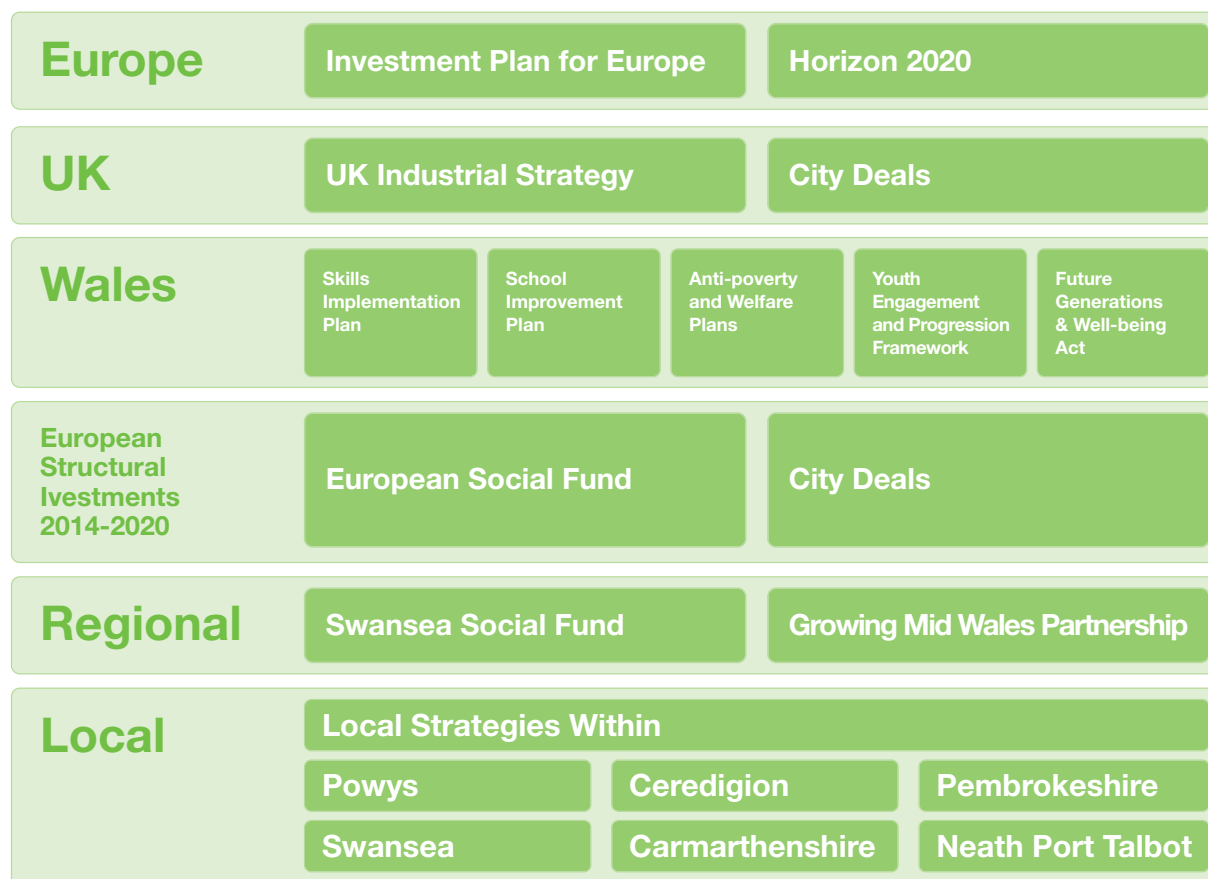 Europe
Investment Plan for Europe
Horizon 2020
UK
UK Industrial Strategy
City Deals
Wales
Skills
Implementation
Plan
School
Improvement
Plan
Anti-poverty
and Welfare
Plans
Youth
Engagement
and Progression
Framework
Future
Generations
& Well-being
Act
European
Structural
Ivestments
2014-2020
European Social Fund
City Deals
Regional
Swansea Social Fund
Growing Mid Wales Partnership
Local
Local Strategies Within
Powys
Ceredigion
Pembrokeshire
Swansea
Carmarthenshire
Neath Port Talbot